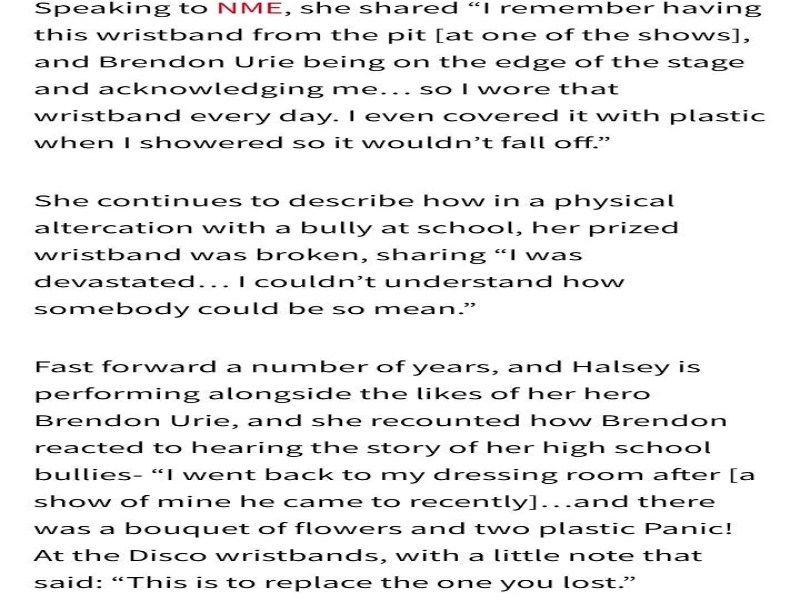 Speaking to NME, she shared “I remember having
this wristband from the pit [at one of the shows],
and Brendon Urie being on the edge of the stage
and acknowledging me... so I wore that
wristband every day. I even covered it with plastic
when I showered so it wouldn’t fall off.”
She continues to describe how in a physical
altercation with a bully at school, her prized
wristband was broken, sharing “I was
devastated... I couldn’t understand how
somebody could be so mean.”
Fast forward a number of years, and Halsey is
performing alongside the likes of her hero
Brendon Urie, and she recounted how Brendon
reacted to hearing the story of her high school
bullies- “I went back to my dressing room after [a
show of mine he came to recently]...and there
was a bouquet of flowers and two plastic Panic!
At the Disco wristbands, with a little note that
said: “This is to replace the one you lost.”